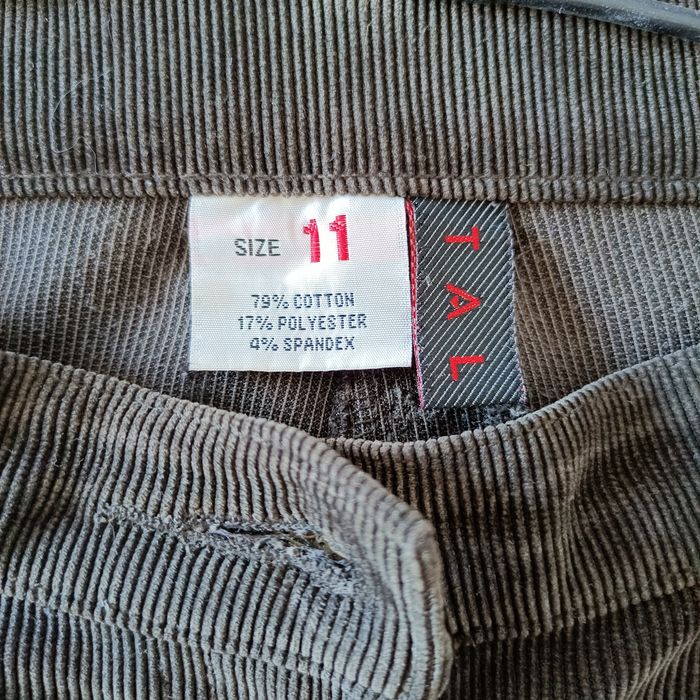 SIZE 11
79% COTTON
17% POLYESTER
4% SPANDEX
TAL